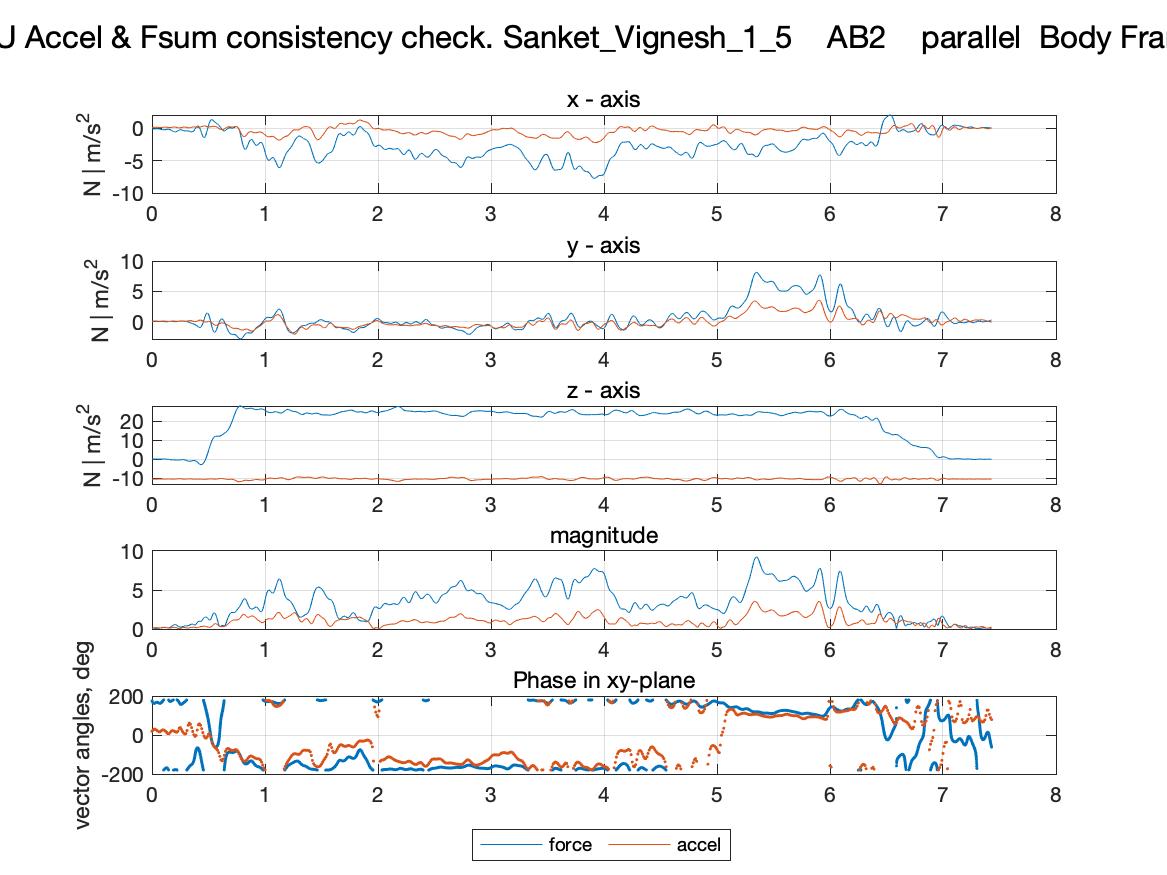 U Accel & Fsum consistency check. Sanket_Vignesh_1_5 AB2 parallel Body Fra
x - axis
N | m/s²
0
-5
-10
0 1 2 3 4 5 6 7 8
y - axis
N | m/s²
10
5
0
0 1 2 3 4 5 6 7 8
z - axis
N | m/s²
20
10
0
-10
0 1 2 3 4 5 6 7 8
magnitude
10
5
0
0 1 2 3 4 5 6 7 8
Phase in xy-plane
vector angles, deg
200
0
-200
0 1 2 3 4 5 6 7 8
force accel